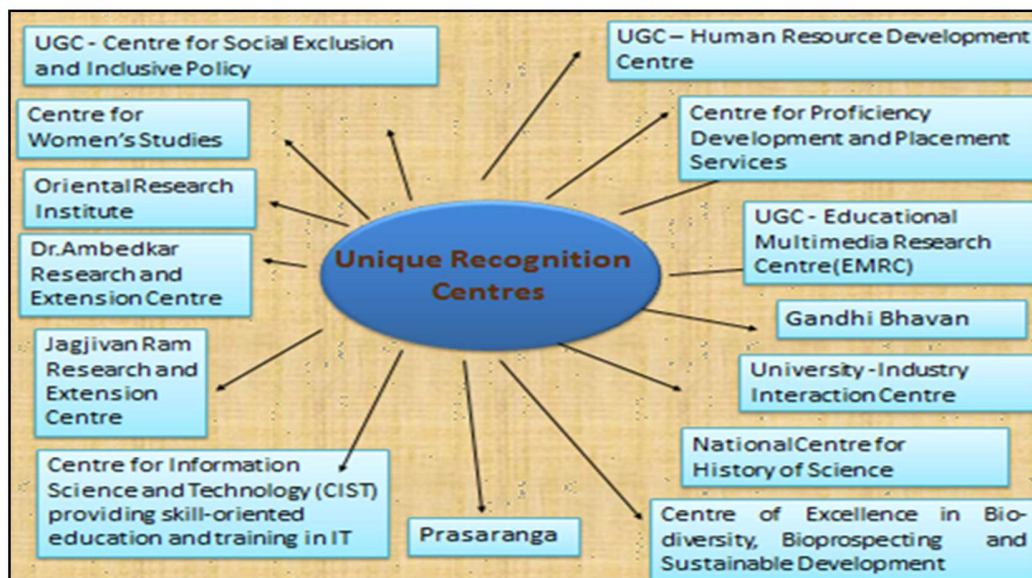 UGC - Centre for Social Exclusion
and Inclusive Policy
UGC – Human Resource Development
Centre
Centre for
Women's Studies
Centre for Proficiency
Development and Placement
Services
Oriental Research
Institute
UGC - Educational
Multimedia Research
Centre(EMRC)
Dr.Ambedkar
Research and
Extension Centre
Unique Recognition
Centres
Gandhi Bhavan
Jagjivan Ram
Research and
Extension
Centre
University -Industry
Interaction Centre
National Centre for
History of Science
Centre for Information
Science and Technology (CIST)
providing skill-oriented
education and training in IT
Prasaranga
Centre of Excellence in Bio-
diversity, Bioprospecting and
Sustainable Development